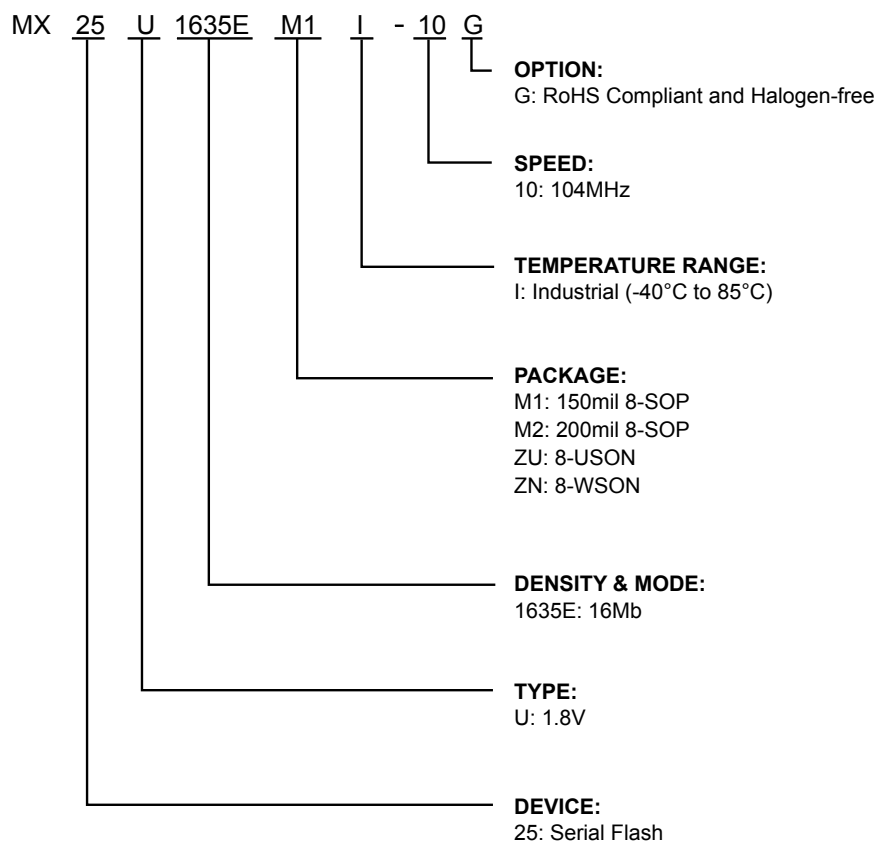 MX 25 U 1635E M1 I - 10 G
OPTION:
G: RoHS Compliant and Halogen-free
SPEED:
10: 104MHz
TEMPERATURE RANGE:
I: Industrial (-40°C to 85°C)
PACKAGE:
M1: 150mil 8-SOP
M2: 200mil 8-SOP
ZU: 8-USON
ZN: 8-WSON
DENSITY & MODE:
1635E: 16Mb
TYPE:
U: 1.8V
DEVICE:
25: Serial Flash